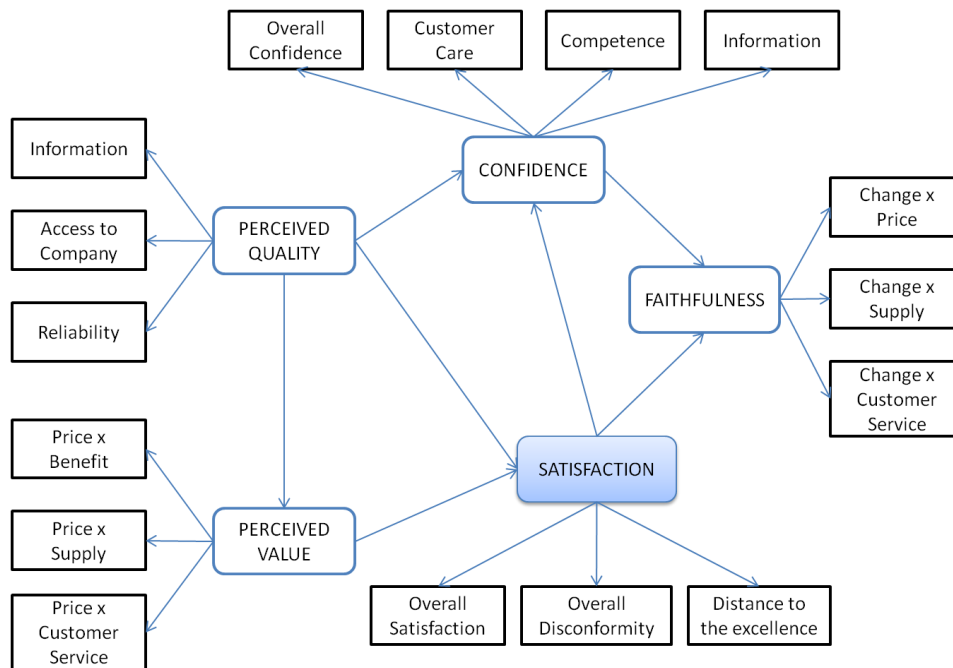 Overall
Confidence
Customer
Care
Competence
Information
Information
CONFIDENCE
Change x
Price
Access to
Company
PERCEIVED
QUALITY
FAITHFULNESS
Change x
Supply
Reliability
Change x
Customer
Service
Price x
Benefit
SATISFACTION
Price x
Supply
PERCEIVED
VALUE
Price x
Customer
Service
Overall
Satisfaction
Overall
Disconformity
Distance to
the excellence